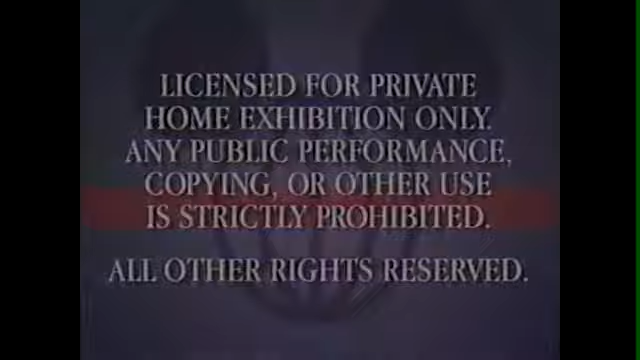 LICENSED FOR PRIVATE
HOME EXHIBITION ONLY.
ANY PUBLIC PERFORMANCE,
COPYING, OR OTHER USE
IS STRICTLY PROHIBITED.
ALL OTHER RIGHTS RESERVED.